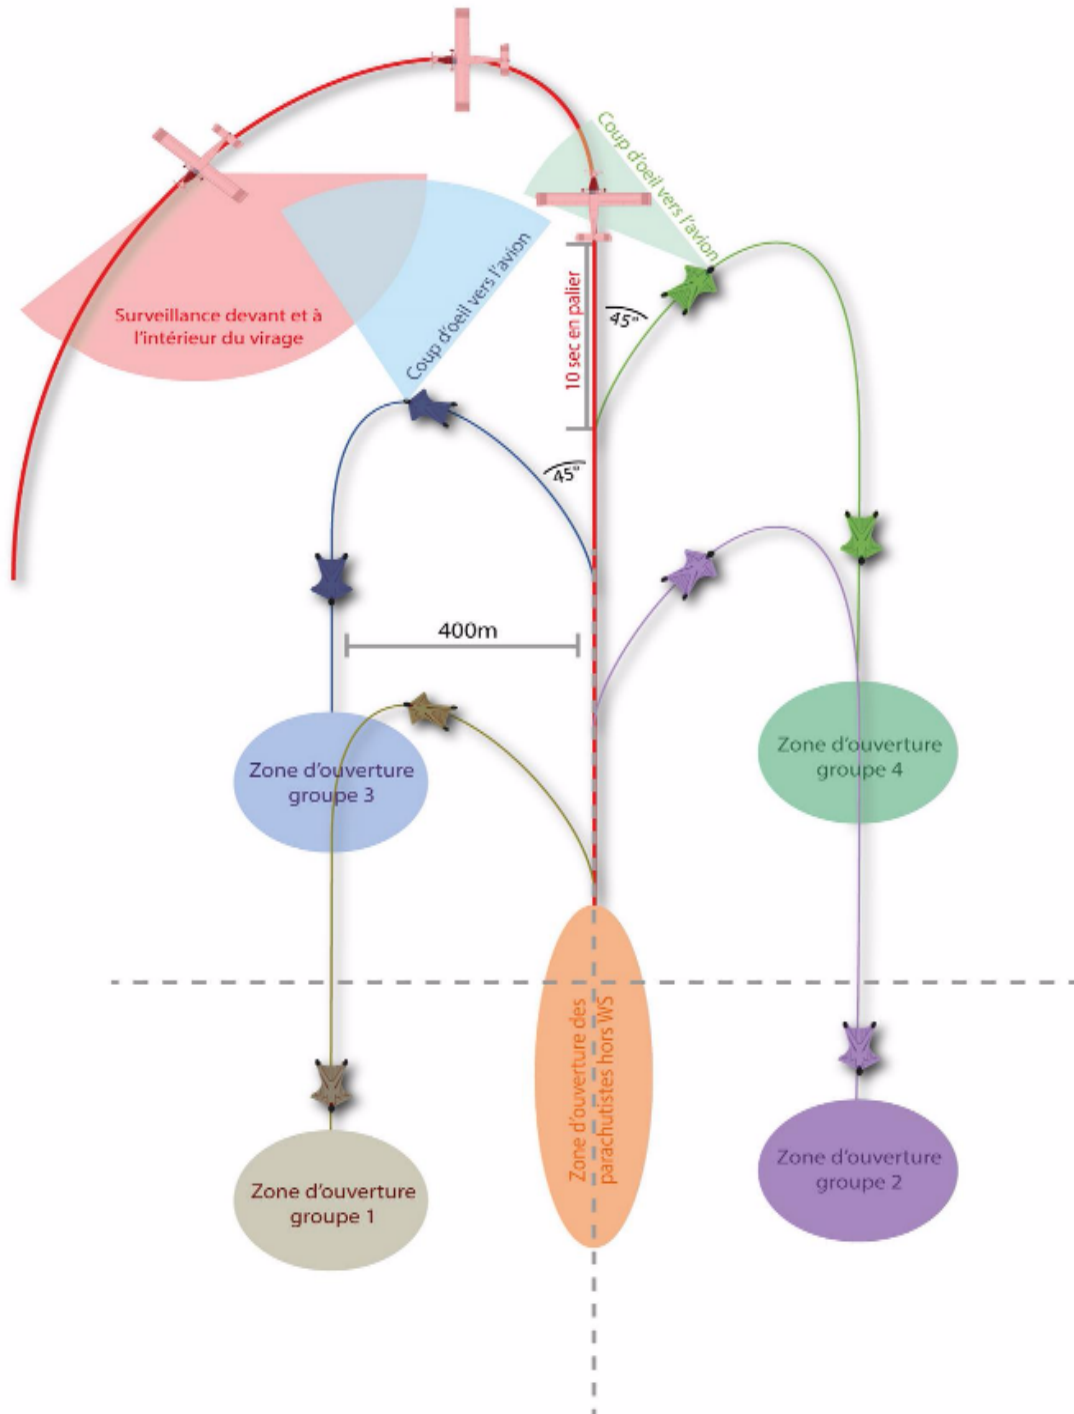 Coup d'oeil vers l'avion
Surveillance devant et à
l'intérieur du virage
Coup d'oeil vers l'avion
10 sec en palier
45°
45°
400m
Zone d'ouverture
groupe 3
Zone d'ouverture
groupe 4
Zone d'ouverture des
parachutistes hors WS
Zone d'ouverture
groupe 1
Zone d'ouverture
groupe 2